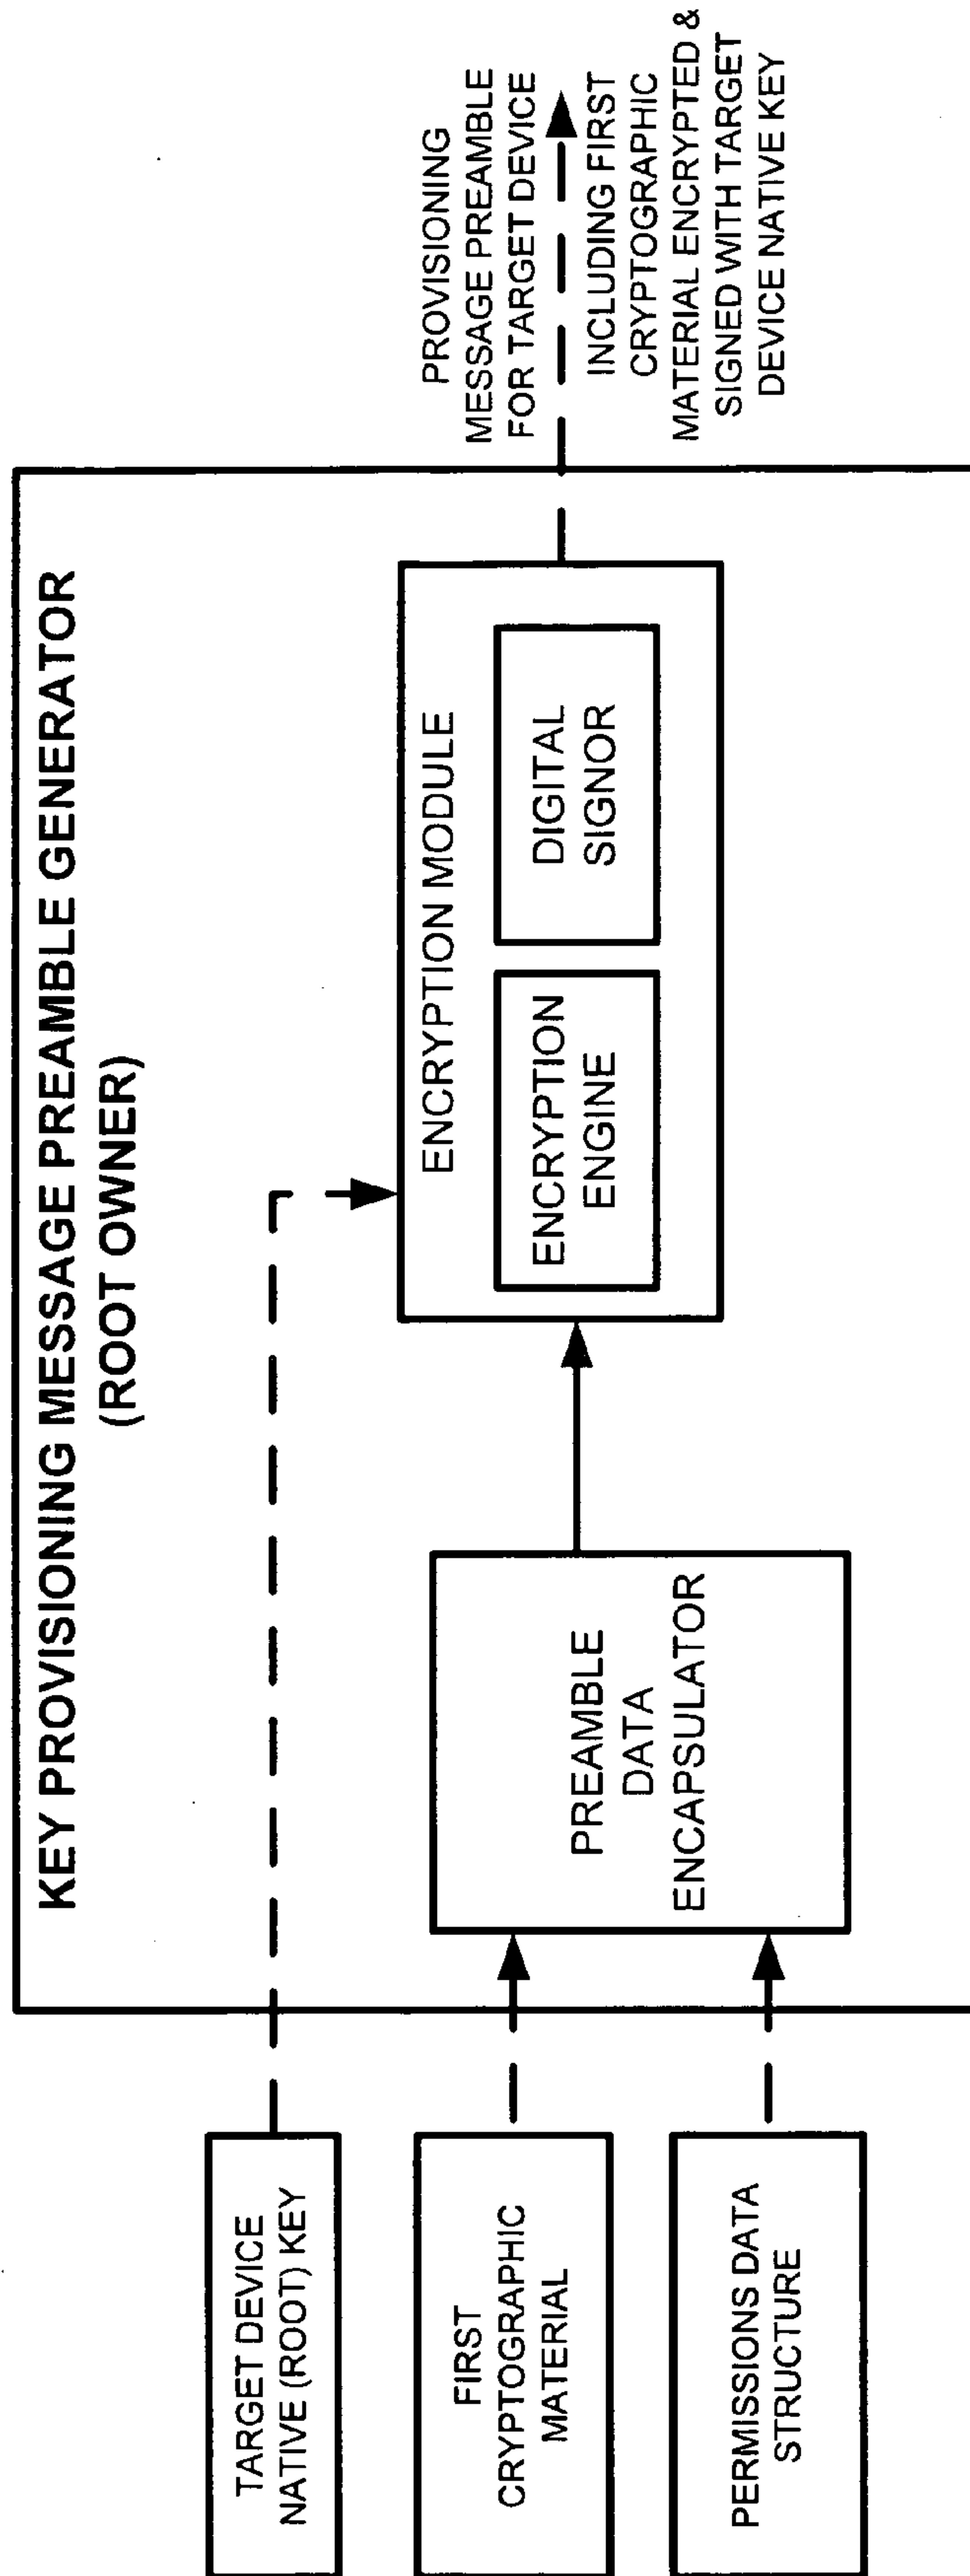 KEY PROVISIONING MESSAGE PREAMBLE GENERATOR
(ROOT OWNER)
TARGET DEVICE
NATIVE (ROOT) KEY
FIRST
CRYPTOGRAPHIC
MATERIAL
PERMISSIONS DATA
STRUCTURE
PREAMBLE
DATA
ENCAPSULATOR
ENCRYPTION MODULE
ENCRYPTION
ENGINE
DIGITAL
SIGNOR
PROVISIONING
MESSAGE PREAMBLE
FOR TARGET DEVICE
INCLUDING FIRST
CRYPTOGRAPHIC
MATERIAL ENCRYPTED &
SIGNED WITH TARGET
DEVICE NATIVE KEY